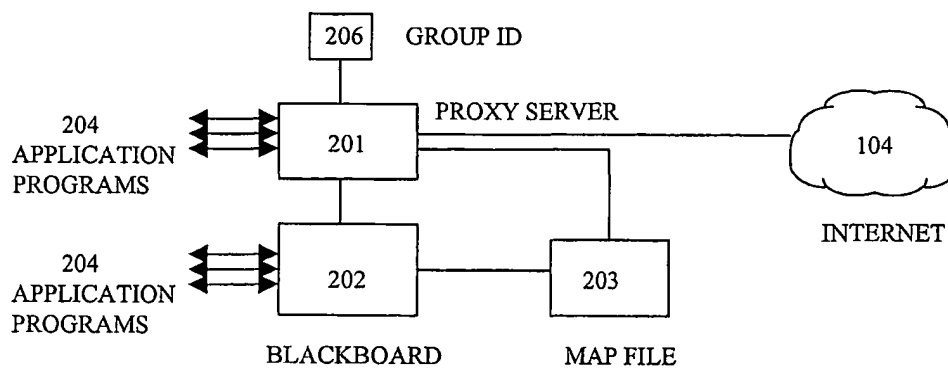 206 GROUP ID
PROXY SERVER
204
APPLICATION
PROGRAMS
201
104
INTERNET
204
APPLICATION
PROGRAMS
202
203
BLACKBOARD
MAP FILE